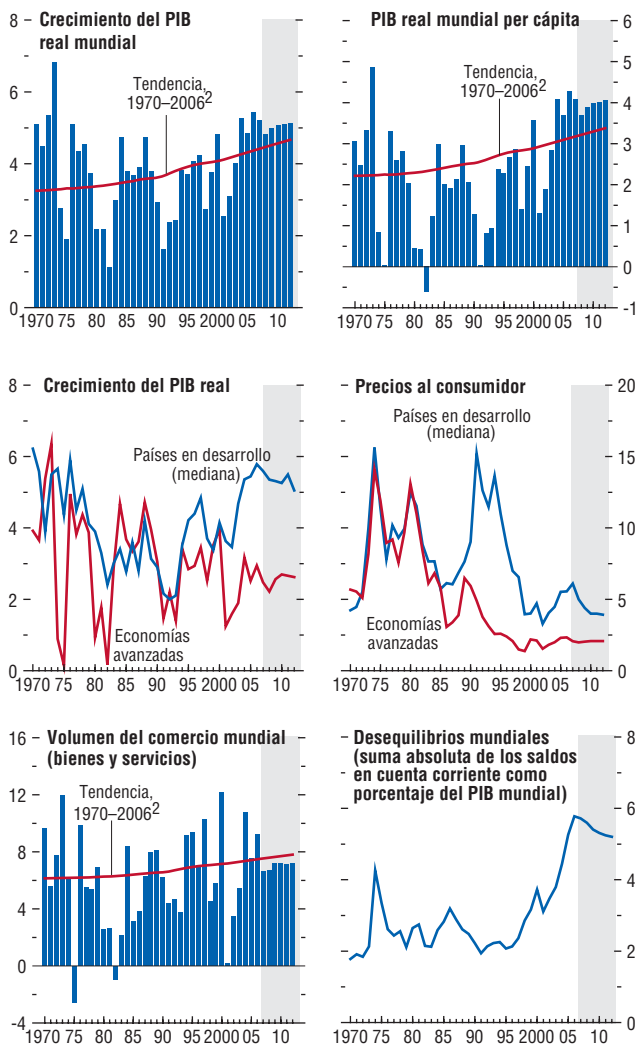 Crecimiento del PIB
real mundial
Tendencia,
1970–2006²
8
6
4
2
0
1970 75 80 85 90 95 2000 05 10
PIB real mundial per cápita
Tendencia,
1970–2006²
6
5
4
3
2
1
0
-1
1970 75 80 85 90 95 2000 05 10
Crecimiento del PIB real
Países en desarrollo
(mediana)
Economías
avanzadas
8
6
4
2
0
1970 75 80 85 90 95 2000 05 10
Precios al consumidor
Países en desarrollo
(mediana)
Economías
avanzadas
20
15
10
5
0
1970 75 80 85 90 95 2000 05 10
Volumen del comercio mundial
(bienes y servicios)
Tendencia,
1970–2006²
16
12
8
4
0
-4
1970 75 80 85 90 95 2000 05 10
Desequilibrios mundiales
(suma absoluta de los saldos
en cuenta corriente como
porcentaje del PIB mundial)
8
6
4
2
0
1970 75 80 85 90 95 2000 05 10